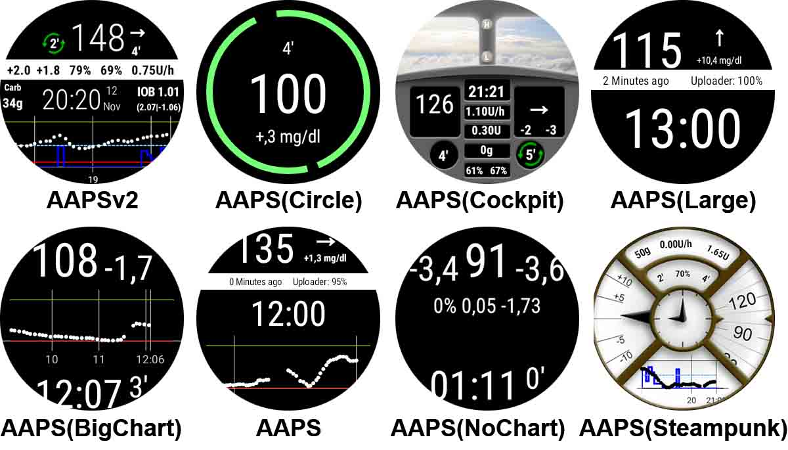 2' 148 →
4'
+2.0 +1.8 79% 69% 0.75U/h
Carb 34g 20:20 12 Nov IOB 1.01
(2.07|-1.06)
19
AAPSv2
4'
100
+,3 mg/dl
AAPS(Circle)
H
L
126
21:21
1.10U/h
0.30U
→
-2 -3
4'
0g
5'
61% 67%
AAPS(Cockpit)
115 ↑
+10,4 mg/dl
2 Minutes ago Uploader: 100%
13:00
AAPS(Large)
108 -1,7
10 11 12:06
12:07 3'
AAPS(BigChart)
135 →
+1,3 mg/dl
0 Minutes ago Uploader: 95%
12:00
AAPS
-3,4 91 -3,6
0% 0,05 -1,73
01:11 0'
AAPS(NoChart)
50g 0.00U/h 1.65U
2' 70% 4'
+10
+5
-5
-10
120
90
20
AAPS(Steampunk)